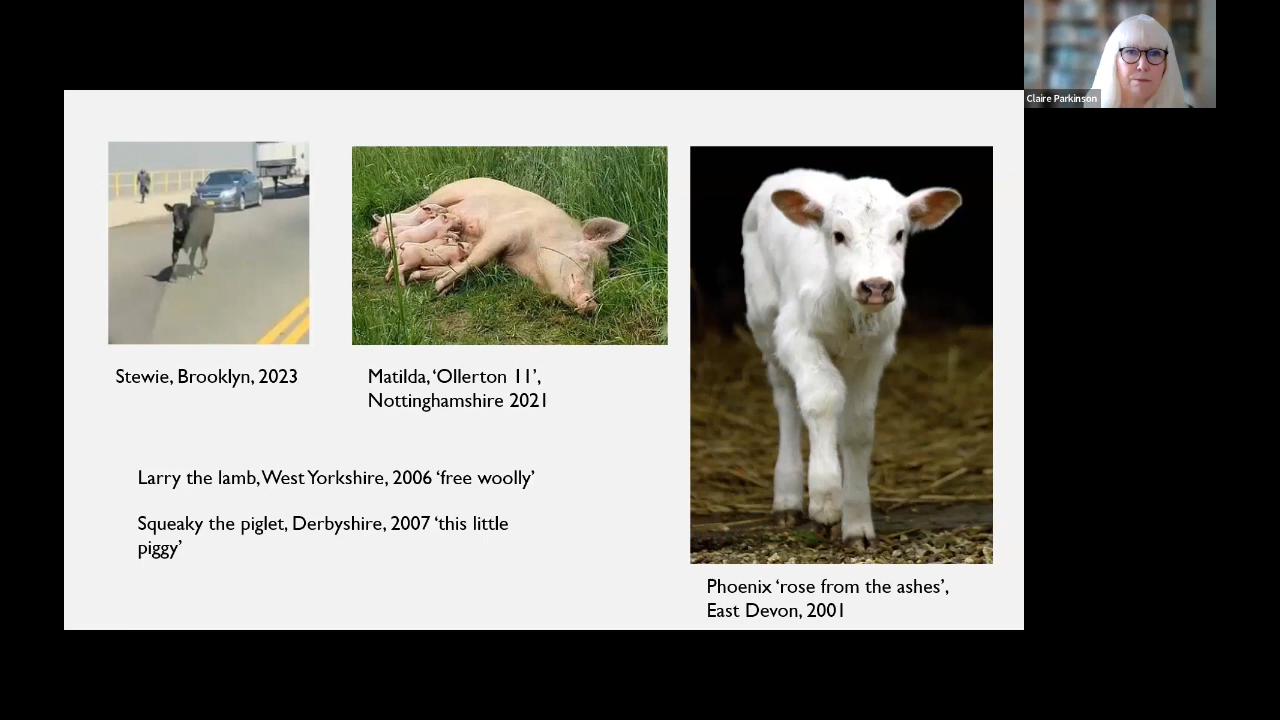 Claire Parkinson
Stewie, Brooklyn, 2023
Matilda, ‘Ollerton 11’,
Nottinghamshire 2021
Larry the lamb, West Yorkshire, 2006 ‘free woolly’
Squeaky the piglet, Derbyshire, 2007 ‘this little
piggy’
Phoenix ‘rose from the ashes’,
East Devon, 2001